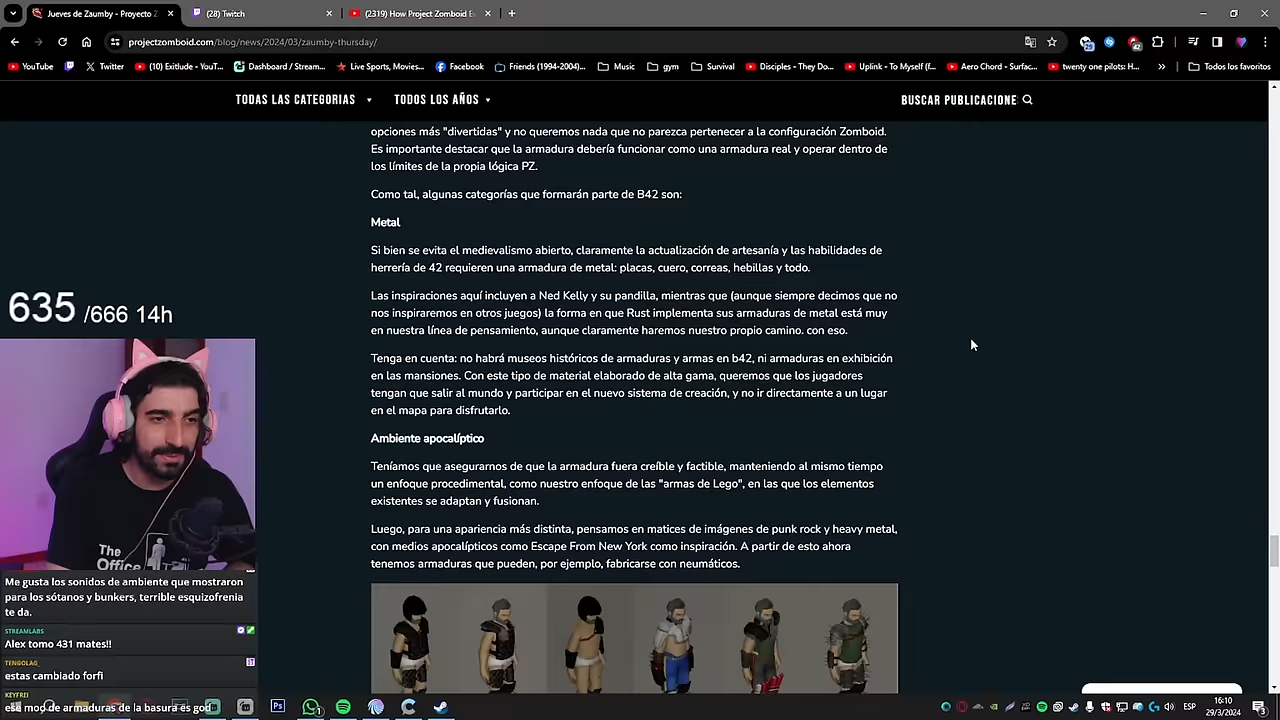 Jueves de Zaumby - Proyecto Z
(28) Twitch
(2319) How Project Zomboid E
projectzomboid.com/blog/news/2024/03/zaumby-thursday/
YouTube
Twitter
(10) Exitude - YouT...
Dashboard / Stream...
Live Sports, Movies...
Facebook
Friends (1994-2004)...
Music
gym
Survival
Disciples - They Do...
Uplink - To Myself (f...
Aero Chord - Surfac...
twenty one pilots: H...
Todos los favoritos
TODAS LAS CATEGORIAS
TODOS LOS AÑOS
BUSCAR PUBLICACIONE
opciones más "divertidas" y no queremos nada que no parezca pertenecer a la configuración Zomboid.
Es importante destacar que la armadura debería funcionar como una armadura real y operar dentro de
los límites de la propia lógica PZ.
Como tal, algunas categorías que formarán parte de B42 son:
Metal
Si bien se evita el medievalismo abierto, claramente la actualización de artesanía y las habilidades de
herrería de 42 requieren una armadura de metal: placas, cuero, correas, hebillas y todo.
Las inspiraciones aquí incluyen a Ned Kelly y su pandilla, mientras que (aunque siempre decimos que no
nos inspiraremos en otros juegos) la forma en que Rust implementa sus armaduras de metal está muy
en nuestra línea de pensamiento, aunque claramente haremos nuestro propio camino. con eso.
Tenga en cuenta: no habrá museos históricos de armaduras y armas en b42, ni armaduras en exhibición
en las mansiones. Con este tipo de material elaborado de alta gama, queremos que los jugadores
tengan que salir al mundo y participar en el nuevo sistema de creación, y no ir directamente a un lugar
en el mapa para disfrutarlo.
Ambiente apocalíptico
Teníamos que asegurarnos de que la armadura fuera creíble y factible, manteniendo al mismo tiempo
un enfoque procedimental, como nuestro enfoque de las "armas de Lego", en las que los elementos
existentes se adaptan y fusionan.
Luego, para una apariencia más distinta, pensamos en matices de imágenes de punk rock y heavy metal,
con medios apocalípticos como Escape From New York como inspiración. A partir de esto ahora
tenemos armaduras que pueden, por ejemplo, fabricarse con neumáticos.
635 /666 14h
The
Office
Me gusta los sonidos de ambiente que mostraron
para los sótanos y bunkers, terrible esquizofrenia
te da.
STREAMLABS
Alex tomo 431 mates!!
TENGOLAG_
estas cambiado forfi
KEYFREI
ese mod de armaduras de la basura es god
Ps
ESP
16:10
29/3/2024